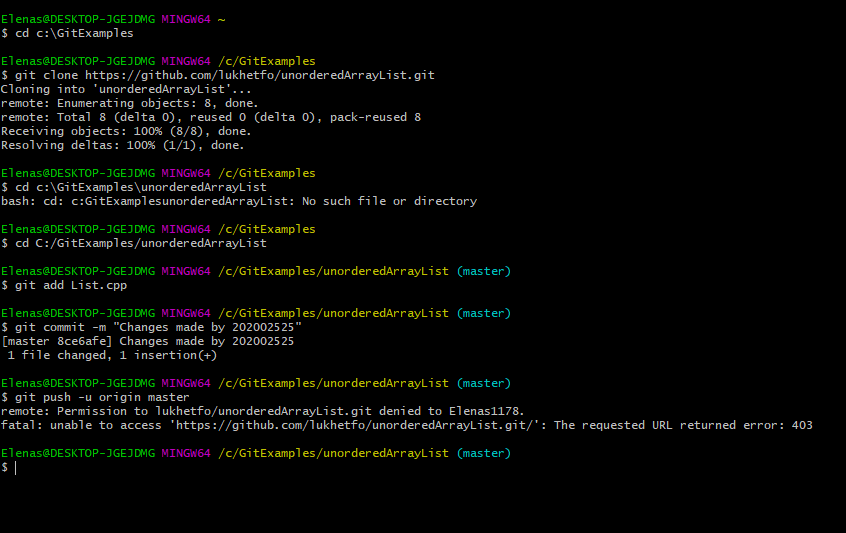 Elenas@DESKTOP-JGEJDMG MINGW64 ~
$ cd c:\GitExamples
Elenas@DESKTOP-JGEJDMG MINGW64 /c/GitExamples
$ git clone https://github.com/lukhetfo/unorderedArrayList.git
Cloning into 'unorderedArrayList'...
remote: Enumerating objects: 8, done.
remote: Total 8 (delta 0), reused 0 (delta 0), pack-reused 8
Receiving objects: 100% (8/8), done.
Resolving deltas: 100% (1/1), done.
Elenas@DESKTOP-JGEJDMG MINGW64 /c/GitExamples
$ cd c:\GitExamples\unorderedArrayList
bash: cd: c:GitExamplesunorderedArrayList: No such file or directory
Elenas@DESKTOP-JGEJDMG MINGW64 /c/GitExamples
$ cd C:/GitExamples/unorderedArrayList
Elenas@DESKTOP-JGEJDMG MINGW64 /c/GitExamples/unorderedArrayList (master)
$ git add List.cpp
Elenas@DESKTOP-JGEJDMG MINGW64 /c/GitExamples/unorderedArrayList (master)
$ git commit -m "Changes made by 202002525"
[master 8ce6afe] Changes made by 202002525
 1 file changed, 1 insertion(+)
Elenas@DESKTOP-JGEJDMG MINGW64 /c/GitExamples/unorderedArrayList (master)
$ git push -u origin master
remote: Permission to lukhetfo/unorderedArrayList.git denied to Elenas1178.
fatal: unable to access 'https://github.com/lukhetfo/unorderedArrayList.git/': The requested URL returned error: 403
Elenas@DESKTOP-JGEJDMG MINGW64 /c/GitExamples/unorderedArrayList (master)
$